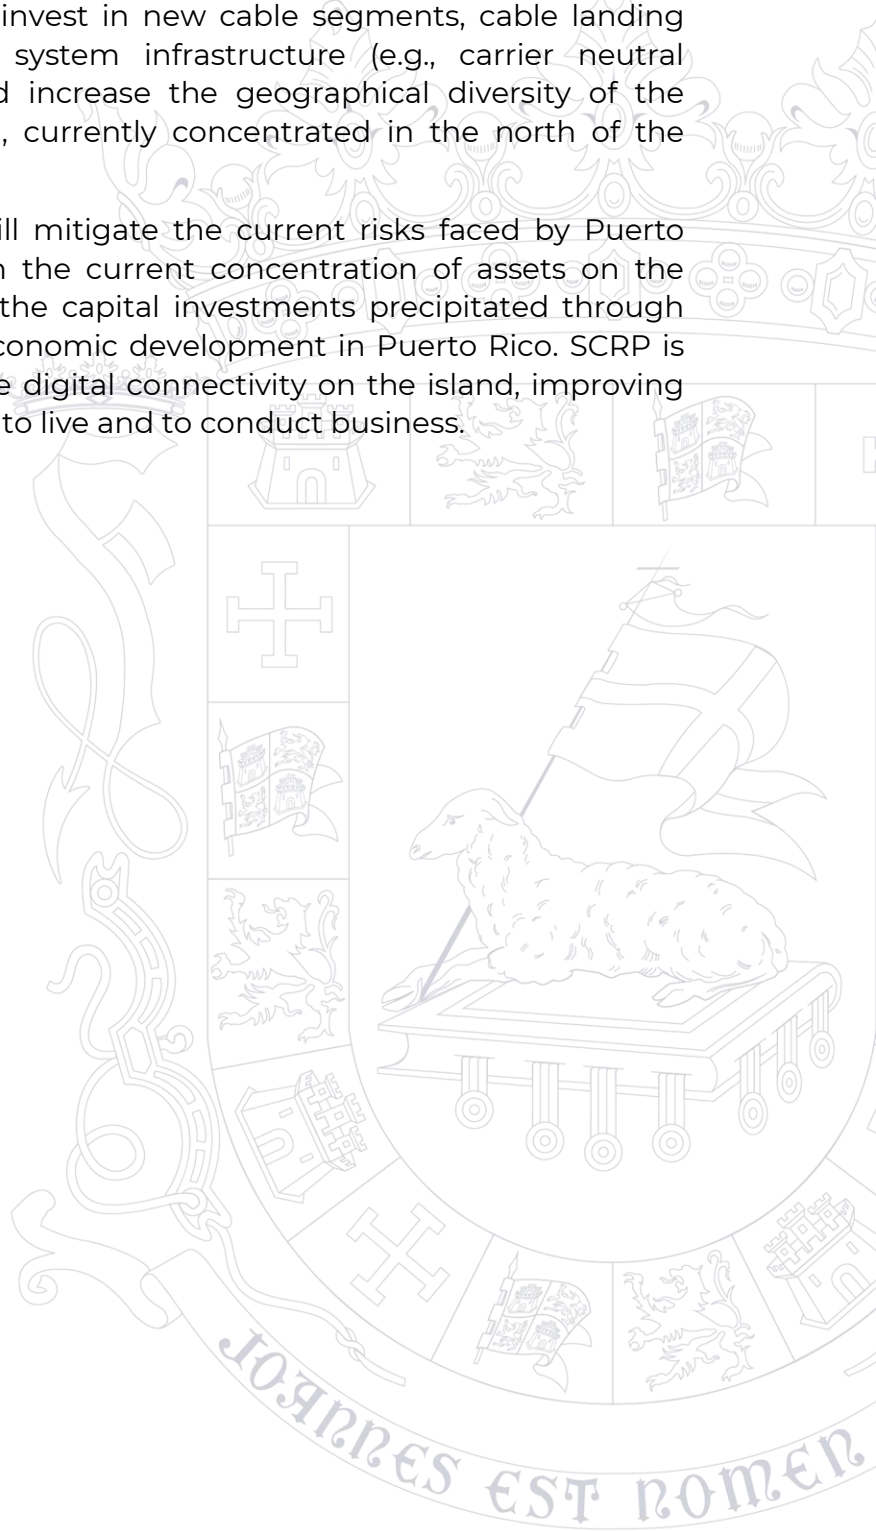 invest in new cable segments, cable landing
system infrastructure (e.g., carrier neutral
increase the geographical diversity of the
, currently concentrated in the north of the
mitigate the current risks faced by Puerto
the current concentration of assets on the
the capital investments precipitated through
economic development in Puerto Rico. SCRP is
digital connectivity on the island, improving
to live and to conduct business.
JOANNES EST NOMEN